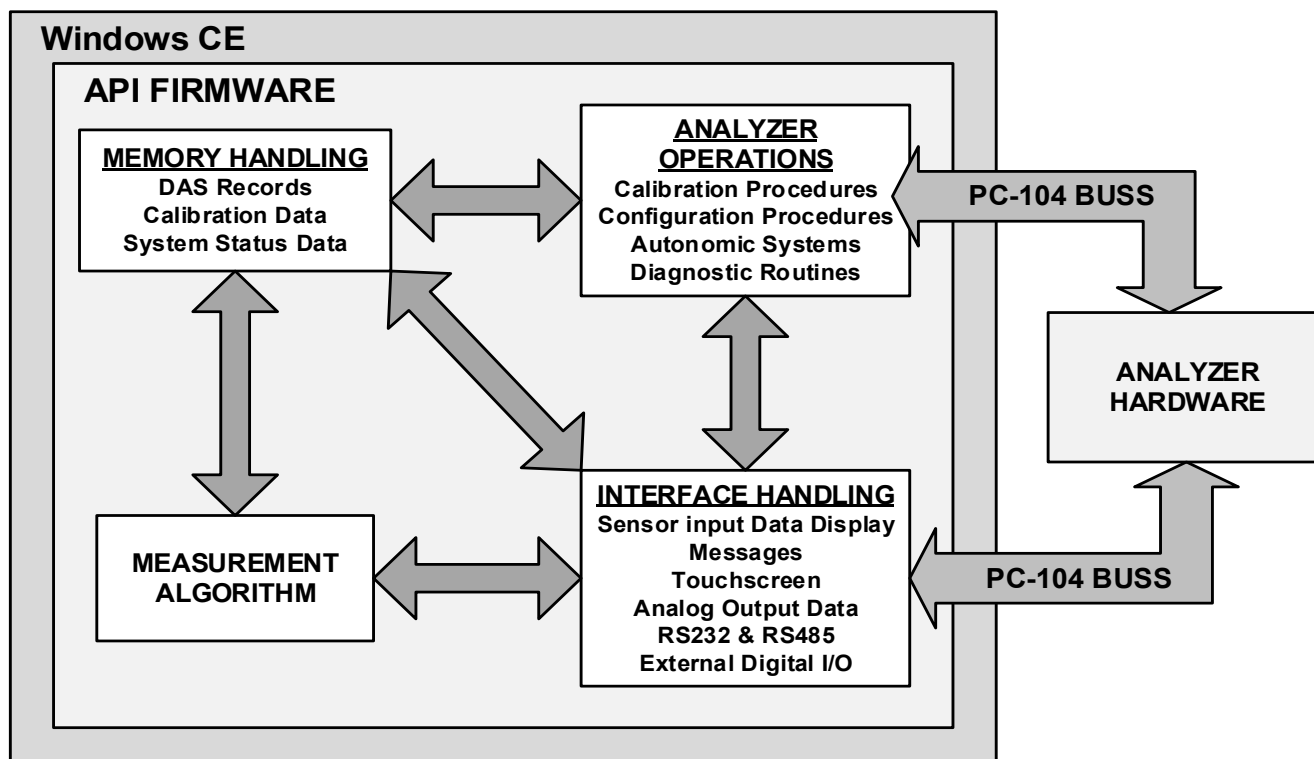 Windows CE
API FIRMWARE
MEMORY HANDLING
DAS Records
Calibration Data
System Status Data
ANALYZER
OPERATIONS
Calibration Procedures
Configuration Procedures
Autonomic Systems
Diagnostic Routines
PC-104 BUSS
ANALYZER
HARDWARE
MEASUREMENT
ALGORITHM
INTERFACE HANDLING
Sensor input Data Display
Messages
Touchscreen
Analog Output Data
RS232 & RS485
External Digital I/O
PC-104 BUSS